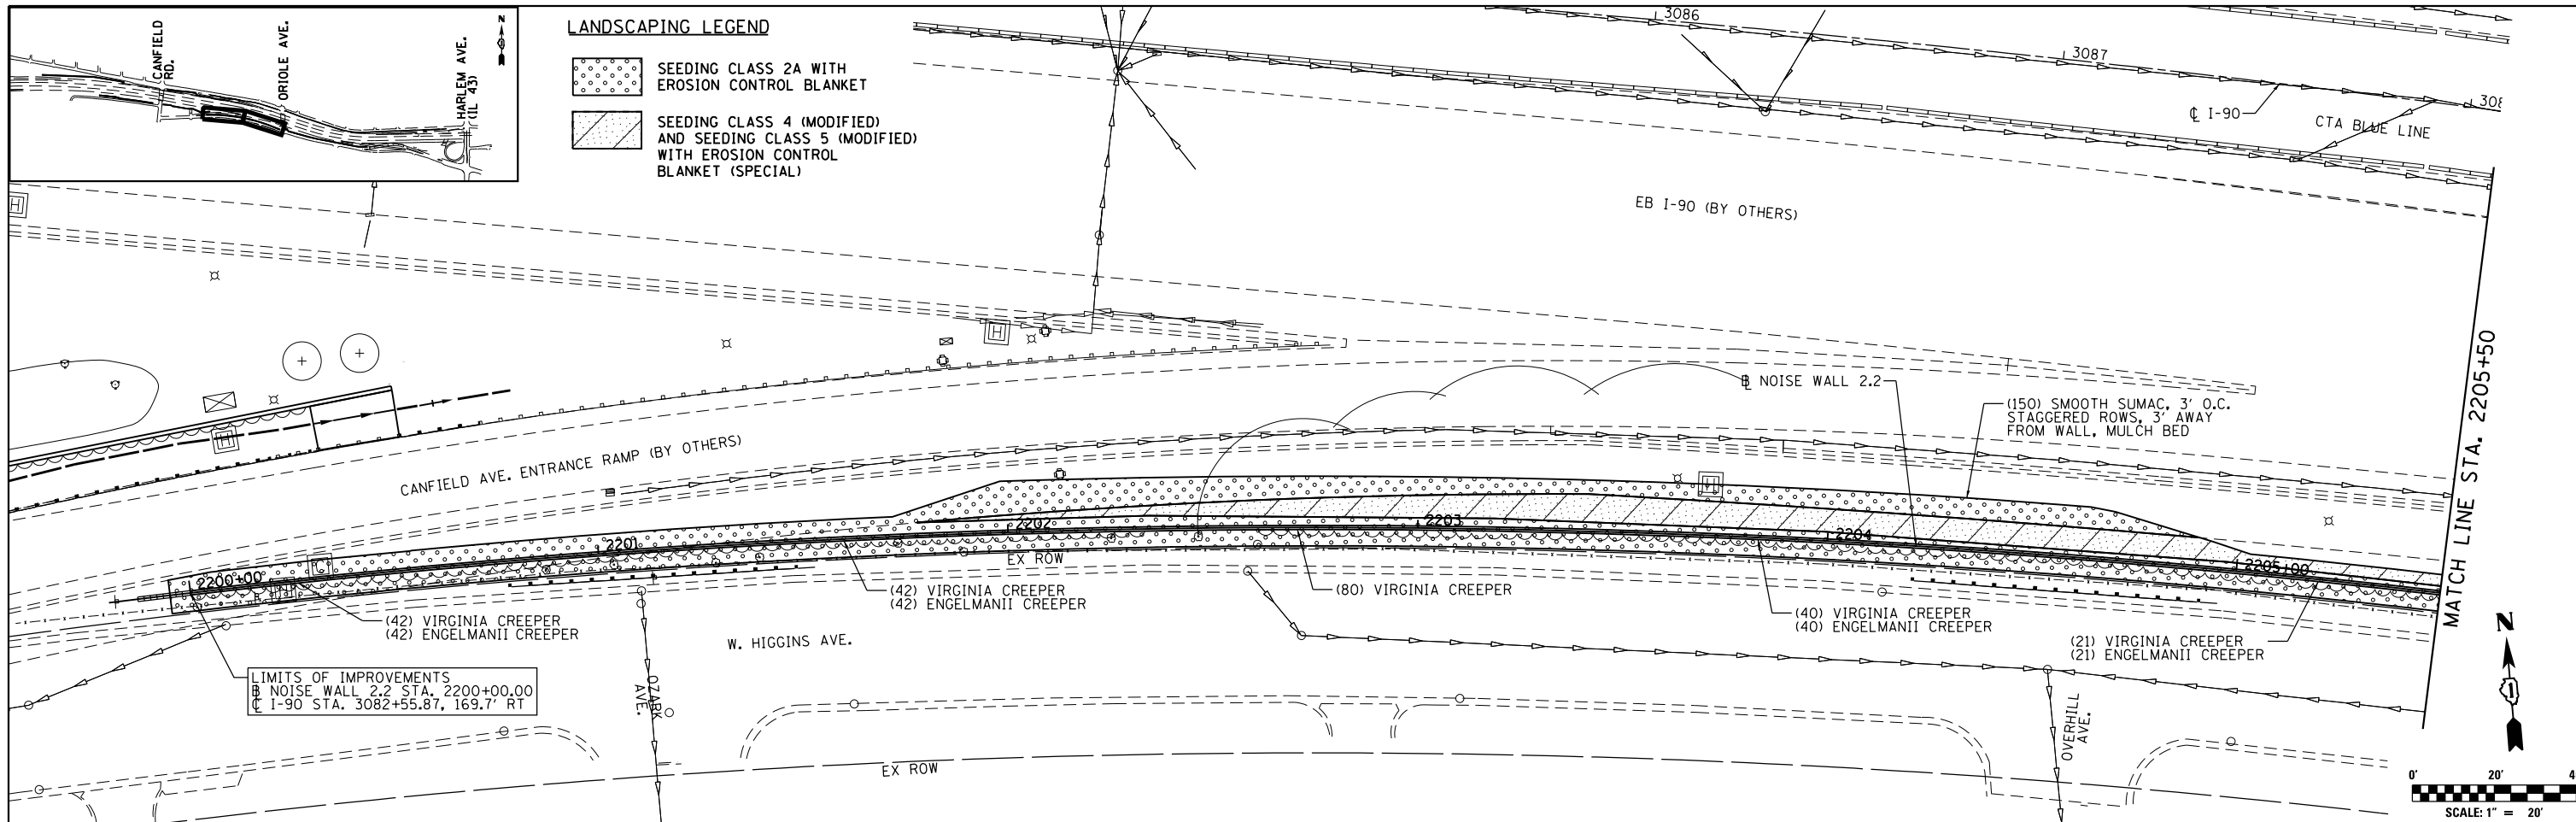 CANFIELD
RD.
ORIOLE AVE.
HARLEM AVE.
(IL 43)
N
LANDSCAPING LEGEND
SEEDING CLASS 2A WITH
EROSION CONTROL BLANKET
SEEDING CLASS 4 (MODIFIED)
AND SEEDING CLASS 5 (MODIFIED)
WITH EROSION CONTROL
BLANKET (SPECIAL)
3086
3087
℄ I-90
CTA BLUE LINE
EB I-90 (BY OTHERS)
H
H
H
H
NOISE WALL 2.2
(150) SMOOTH SUMAC, 3' O.C.
STAGGERED ROWS, 3' AWAY
FROM WALL, MULCH BED
MATCH LINE STA. 2205+50
CANFIELD AVE. ENTRANCE RAMP (BY OTHERS)
2200+00
2201
2202
2203
2204
2205+00
C
EX ROW
(42) VIRGINIA CREEPER
(42) ENGELMANII CREEPER
(42) VIRGINIA CREEPER
(42) ENGELMANII CREEPER
(80) VIRGINIA CREEPER
(40) VIRGINIA CREEPER
(40) ENGELMANII CREEPER
(21) VIRGINIA CREEPER
(21) ENGELMANII CREEPER
W. HIGGINS AVE.
LIMITS OF IMPROVEMENTS
NOISE WALL 2.2 STA. 2200+00.00
℄ I-90 STA. 3082+55.87, 169.7' RT
OZARK
AVE.
OVERHILL
AVE.
EX ROW
N
0' 20'
SCALE: 1" = 20'